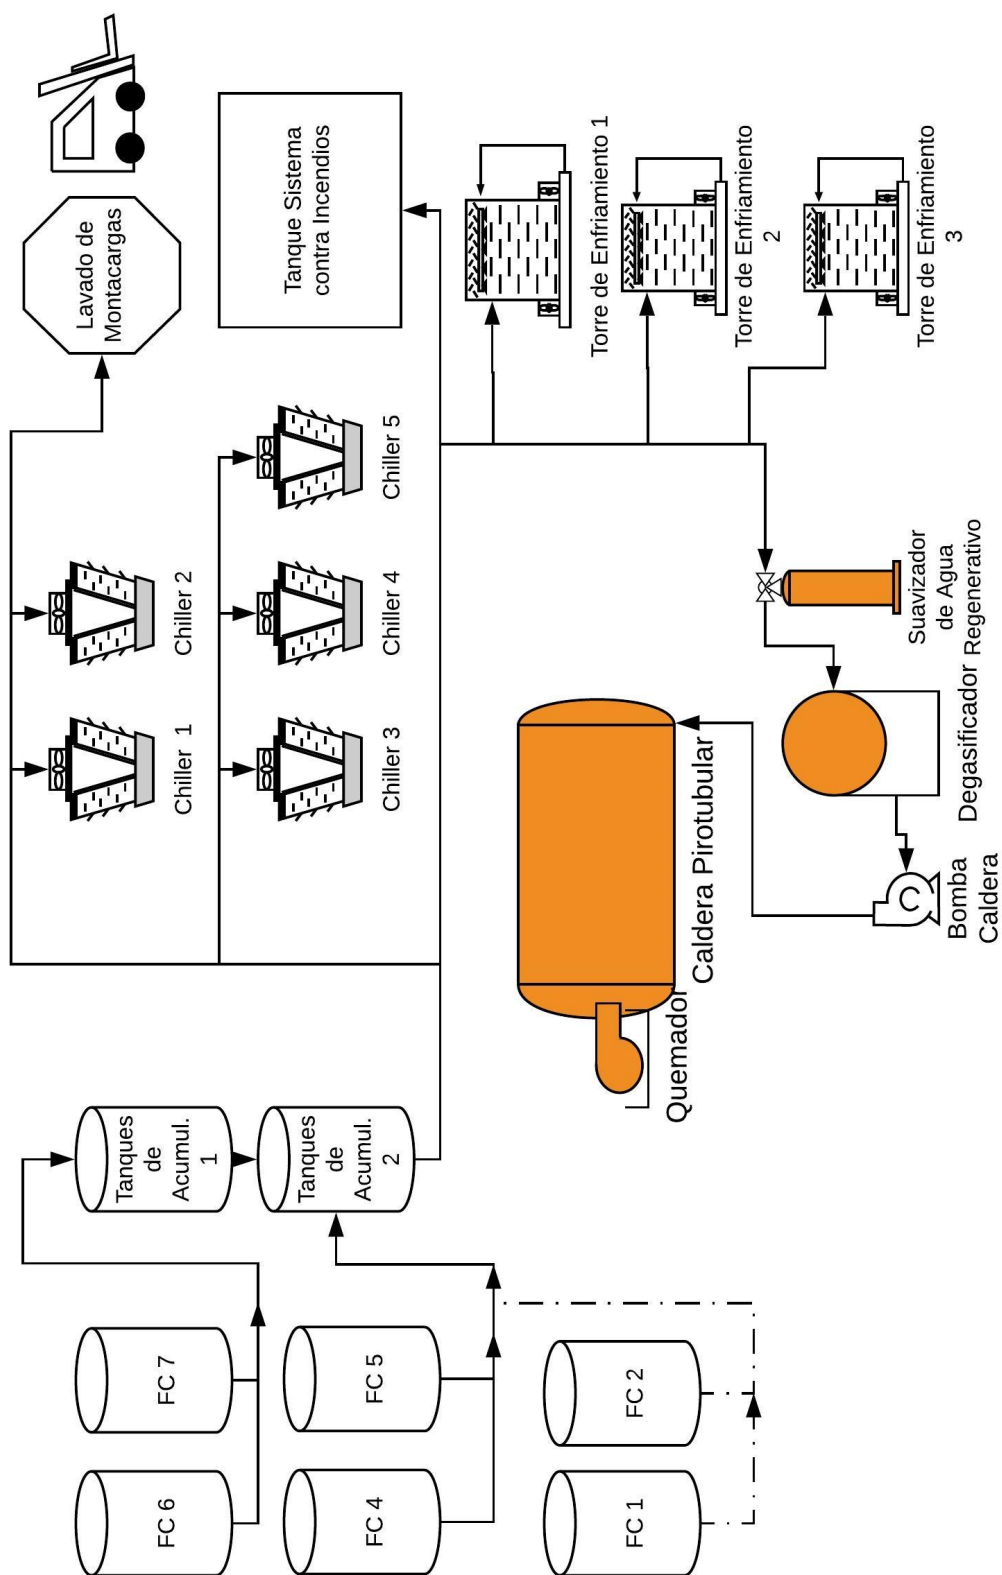 FC 6
FC 7
FC 4
FC 5
FC 1
FC 2
Tanques
de
Acumul.
1
Tanques
de
Acumul.
2
Chiller 1
Chiller 2
Chiller 3
Chiller 4
Chiller 5
Lavado de
Montacargas
Tanque Sistema
contra Incendios
Torre de Enfriamiento 1
Torre de Enfriamiento
2
Torre de Enfriamiento
3
Quemador
Caldera Pirotubular
Bomba
Caldera
Degasificador
Suavizador
de Agua
Regenerativo